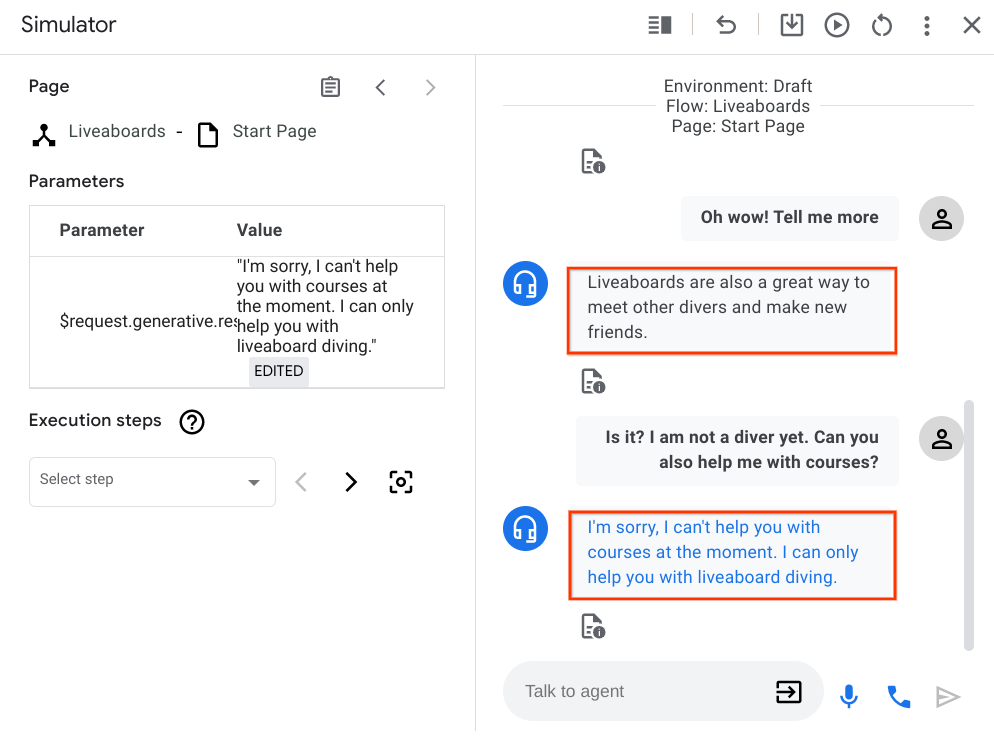 Simulator
Page
Liveaboards - Start Page
Parameters
Parameter Value
$request.generative.res
"I'm sorry, I can't help
you with courses at
the moment. I can only
help you with
liveaboard diving."
EDITED
Execution steps
Select step
Environment: Draft
Flow: Liveaboards
Page: Start Page
Oh wow! Tell me more
Liveaboards are also a great way to
meet other divers and make new
friends.
Is it? I am not a diver yet. Can you
also help me with courses?
I'm sorry, I can't help you with
courses at the moment. I can only
help you with liveaboard diving.
Talk to agent